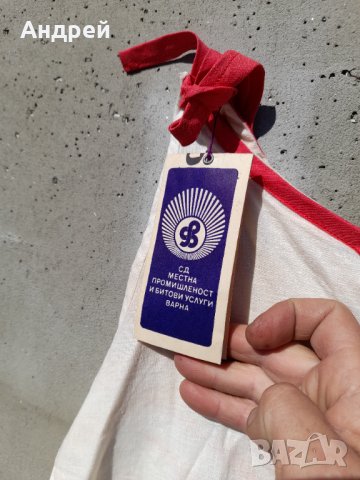 Андрей
СД
МЕСТНА
ПРОМИШЛЕНОСТ
И БИТОВИ УСЛУГИ
ВАРНА
BAZAR